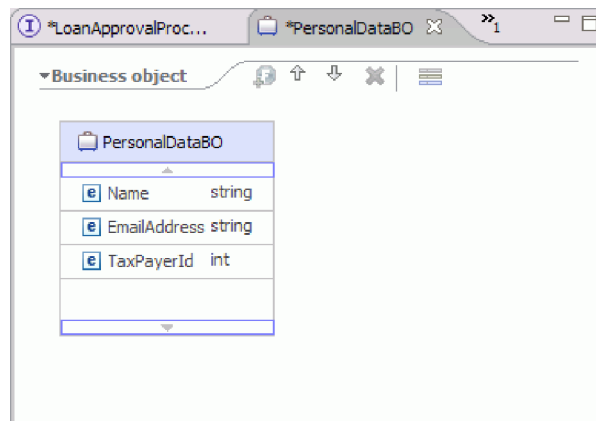 *LoanApprovalProc... *PersonalDataBO »1
Business object
PersonalDataBO
e Name string
e EmailAddress string
e TaxPayerId int